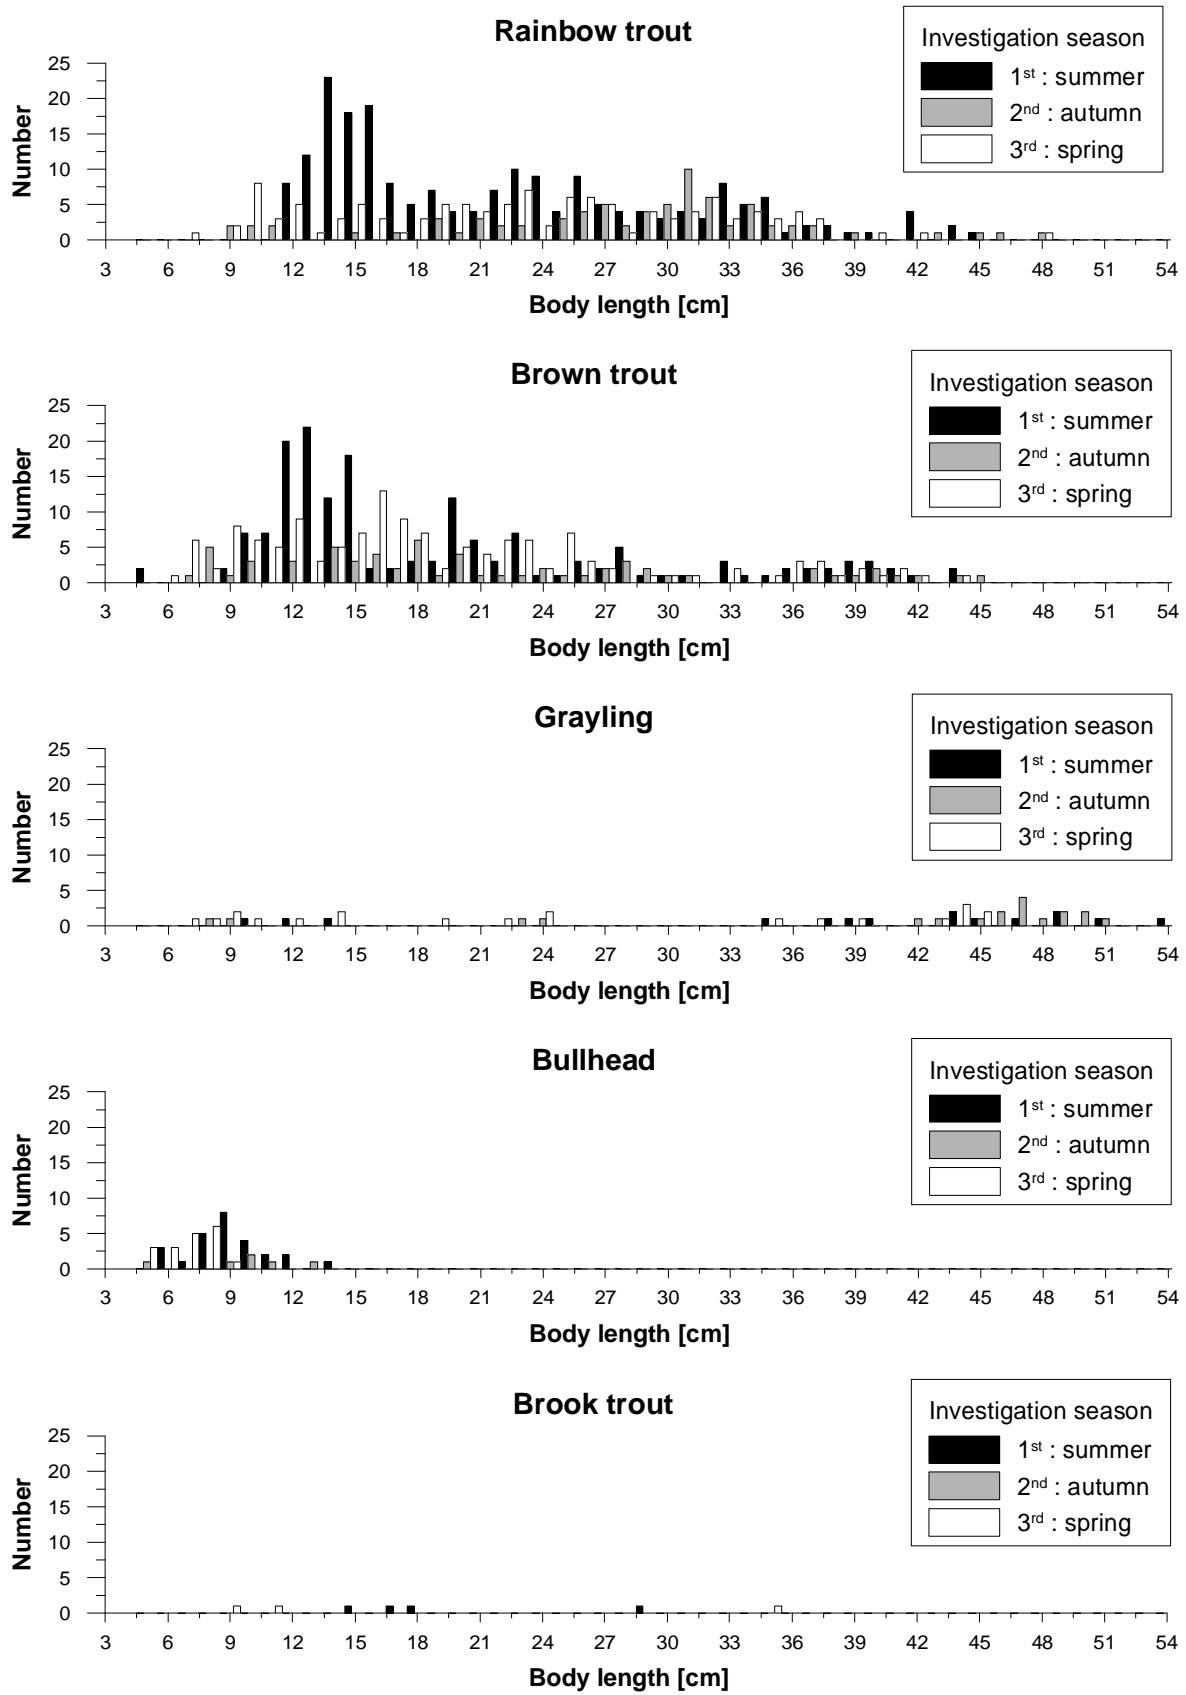 Rainbow trout
Investigation season
1st : summer
2nd : autumn
3rd : spring
Number
25
20
15
10
5
0
3 6 9 12 15 18 21 24 27 30 33 36 39 42 45 48 51 54
Body length [cm]
Brown trout
Investigation season
1st : summer
2nd : autumn
3rd : spring
Number
25
20
15
10
5
0
3 6 9 12 15 18 21 24 27 30 33 36 39 42 45 48 51 54
Body length [cm]
Grayling
Investigation season
1st : summer
2nd : autumn
3rd : spring
Number
25
20
15
10
5
0
3 6 9 12 15 18 21 24 27 30 33 36 39 42 45 48 51 54
Body length [cm]
Bullhead
Investigation season
1st : summer
2nd : autumn
3rd : spring
Number
25
20
15
10
5
0
3 6 9 12 15 18 21 24 27 30 33 36 39 42 45 48 51 54
Body length [cm]
Brook trout
Investigation season
1st : summer
2nd : autumn
3rd : spring
Number
25
20
15
10
5
0
3 6 9 12 15 18 21 24 27 30 33 36 39 42 45 48 51 54
Body length [cm]